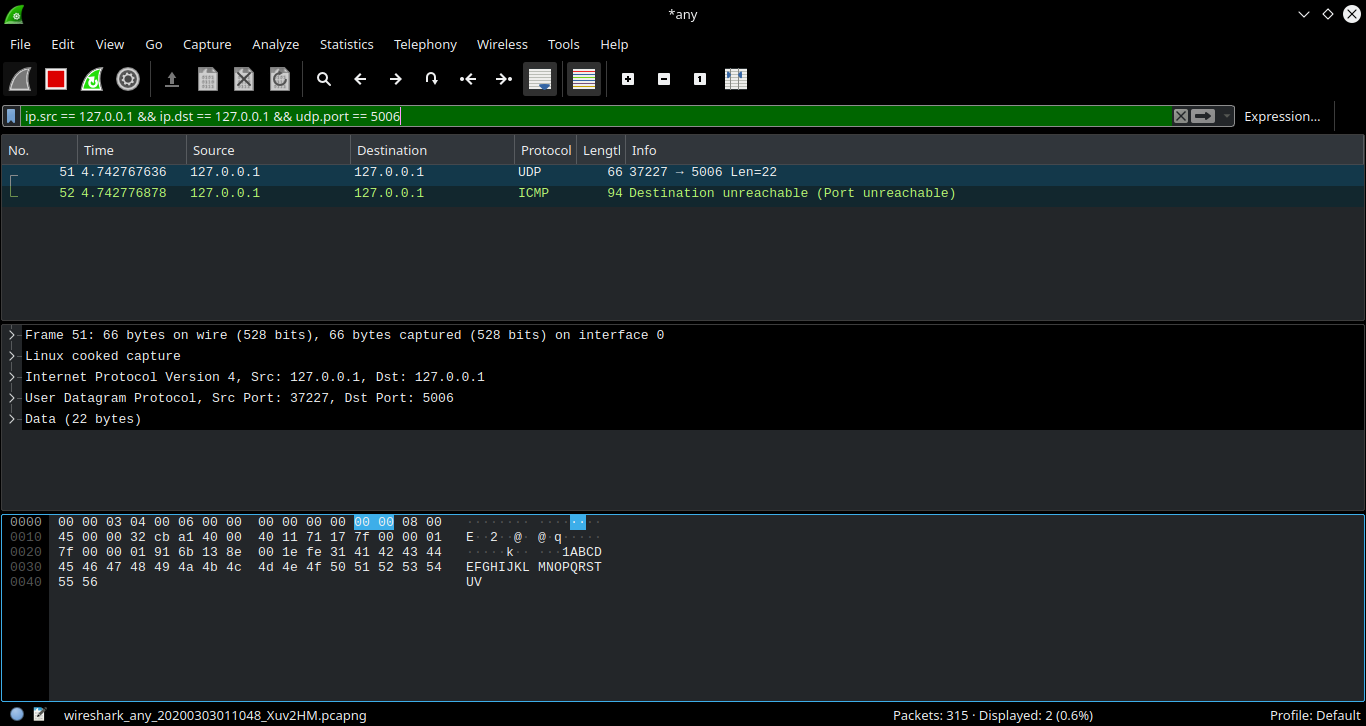 *any
File Edit View Go Capture Analyze Statistics Telephony Wireless Tools Help
ip.src == 127.0.0.1 && ip.dst == 127.0.0.1 && udp.port == 5006 Expression...
No. Time Source Destination Protocol Lengtl Info
51 4.742767636 127.0.0.1 127.0.0.1 UDP 66 37227 → 5006 Len=22
52 4.742776878 127.0.0.1 127.0.0.1 ICMP 94 Destination unreachable (Port unreachable)
Frame 51: 66 bytes on wire (528 bits), 66 bytes captured (528 bits) on interface 0
Linux cooked capture
Internet Protocol Version 4, Src: 127.0.0.1, Dst: 127.0.0.1
User Datagram Protocol, Src Port: 37227, Dst Port: 5006
Data (22 bytes)
0000 00 00 03 04 00 06 00 00 00 00 00 00 00 00 08 00 ········ ········
0010 45 00 00 32 cb a1 40 00 40 11 71 17 7f 00 00 01 E··2··@· @·q·····
0020 7f 00 00 01 91 6b 13 8e 00 1e fe 31 41 42 43 44 ·····k·· ···1ABCD
0030 45 46 47 48 49 4a 4b 4c 4d 4e 4f 50 51 52 53 54 EFGHIJKL MNOPQRST
0040 55 56 UV
wireshark_any_20200303011048_Xuv2HM.pcapng Packets: 315 · Displayed: 2 (0.6%) Profile: Default